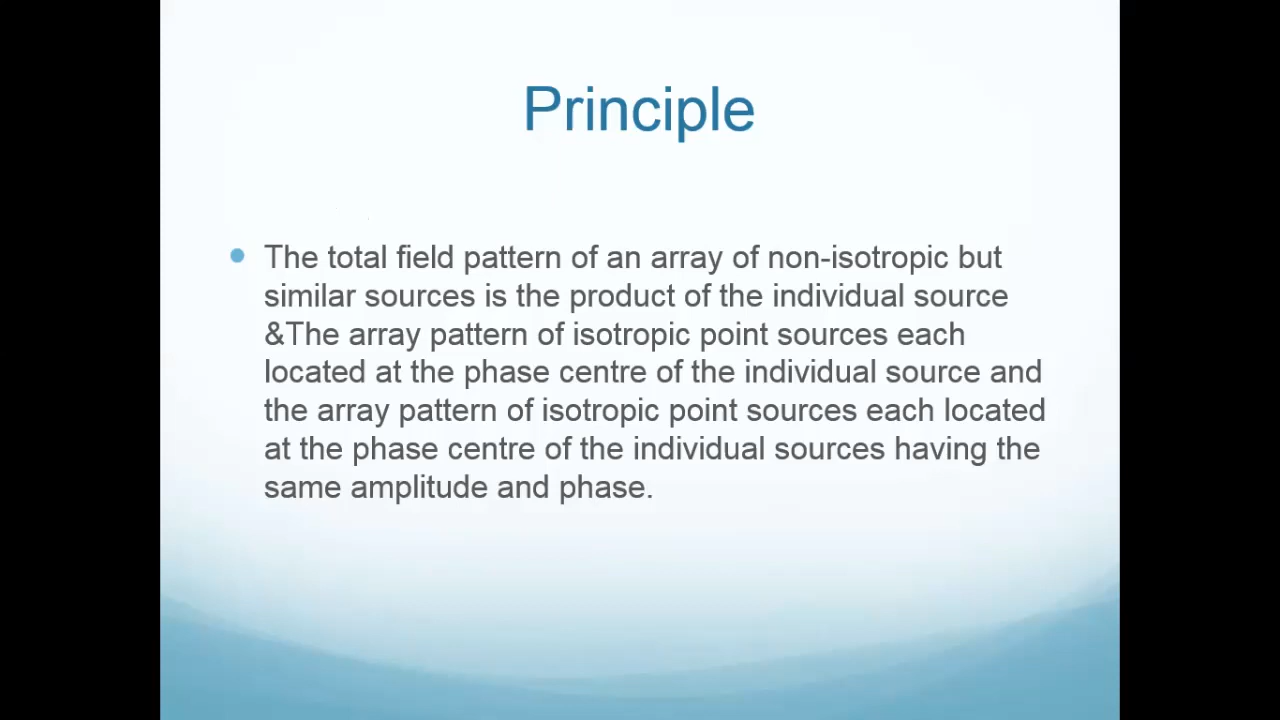 Principle
The total field pattern of an array of non-isotropic but
similar sources is the product of the individual source
&The array pattern of isotropic point sources each
located at the phase centre of the individual source and
the array pattern of isotropic point sources each located
at the phase centre of the individual sources having the
same amplitude and phase.